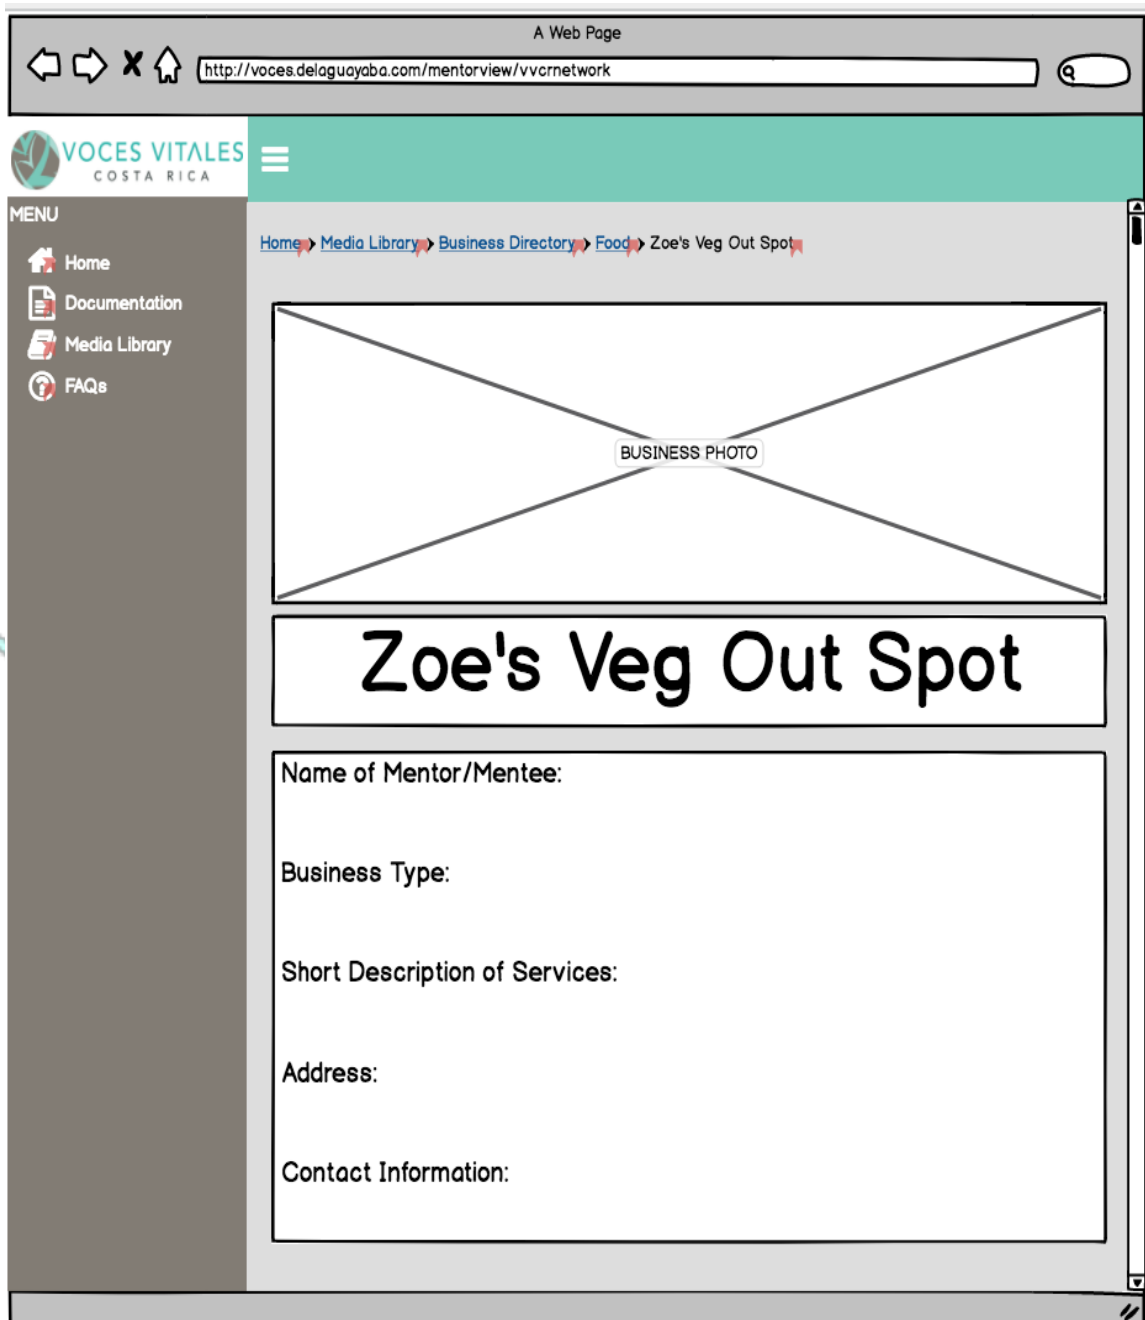 A Web Page
http://voces.delaguayaba.com/mentorview/vvcrnetwork
VOCES VITALES
COSTA RICA
MENU
Home
Documentation
Media Library
FAQs
Home Media Library Business Directory Food Zoe's Veg Out Spot
BUSINESS PHOTO
Zoe's Veg Out Spot
Name of Mentor/Mentee:
Business Type:
Short Description of Services:
Address:
Contact Information: